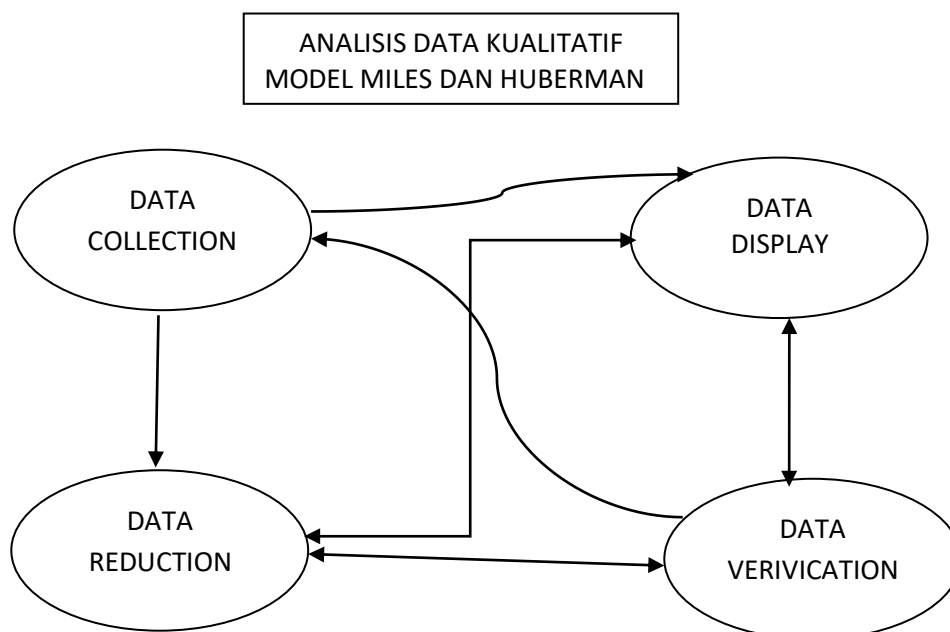 ANALISIS DATA KUALITATIF
MODEL MILES DAN HUBERMAN
DATA
COLLECTION
DATA
DISPLAY
DATA
REDUCTION
DATA
VERIVICATION